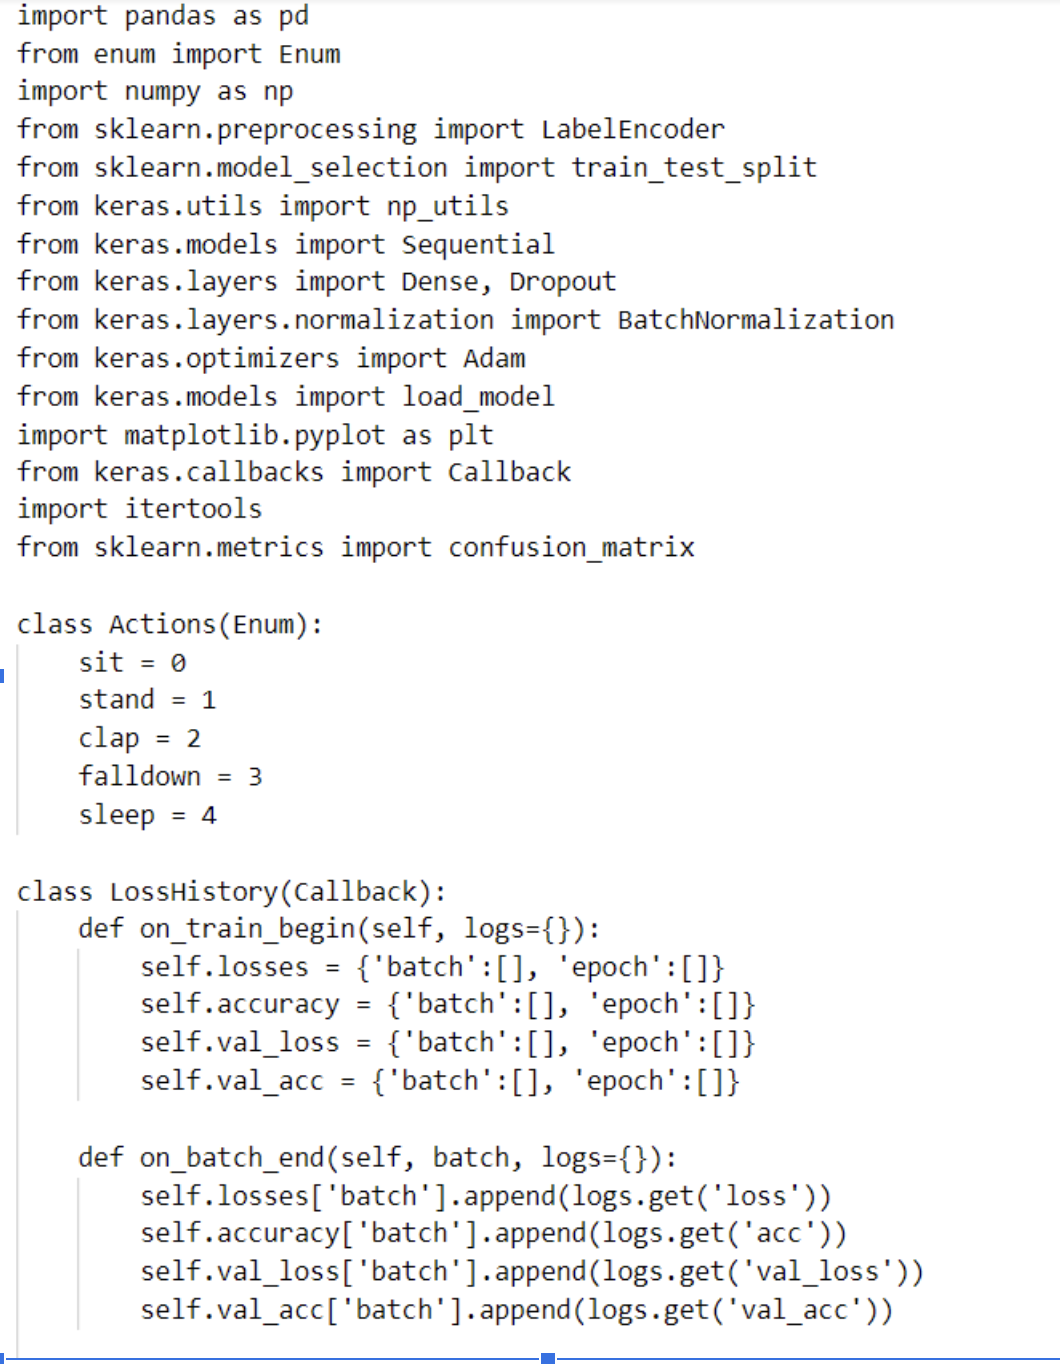 import pandas as pd
from enum import Enum
import numpy as np
from sklearn.preprocessing import LabelEncoder
from sklearn.model_selection import train_test_split
from keras.utils import np_utils
from keras.models import Sequential
from keras.layers import Dense, Dropout
from keras.layers.normalization import BatchNormalization
from keras.optimizers import Adam
from keras.models import load_model
import matplotlib.pyplot as plt
from keras.callbacks import Callback
import itertools
from sklearn.metrics import confusion_matrix

class Actions(Enum):
    sit = 0
    stand = 1
    clap = 2
    falldown = 3
    sleep = 4

class LossHistory(Callback):
    def on_train_begin(self, logs={}):
        self.losses = {'batch':[], 'epoch':[]}
        self.accuracy = {'batch':[], 'epoch':[]}
        self.val_loss = {'batch':[], 'epoch':[]}
        self.val_acc = {'batch':[], 'epoch':[]}

    def on_batch_end(self, batch, logs={}):
        self.losses['batch'].append(logs.get('loss'))
        self.accuracy['batch'].append(logs.get('acc'))
        self.val_loss['batch'].append(logs.get('val_loss'))
        self.val_acc['batch'].append(logs.get('val_acc'))